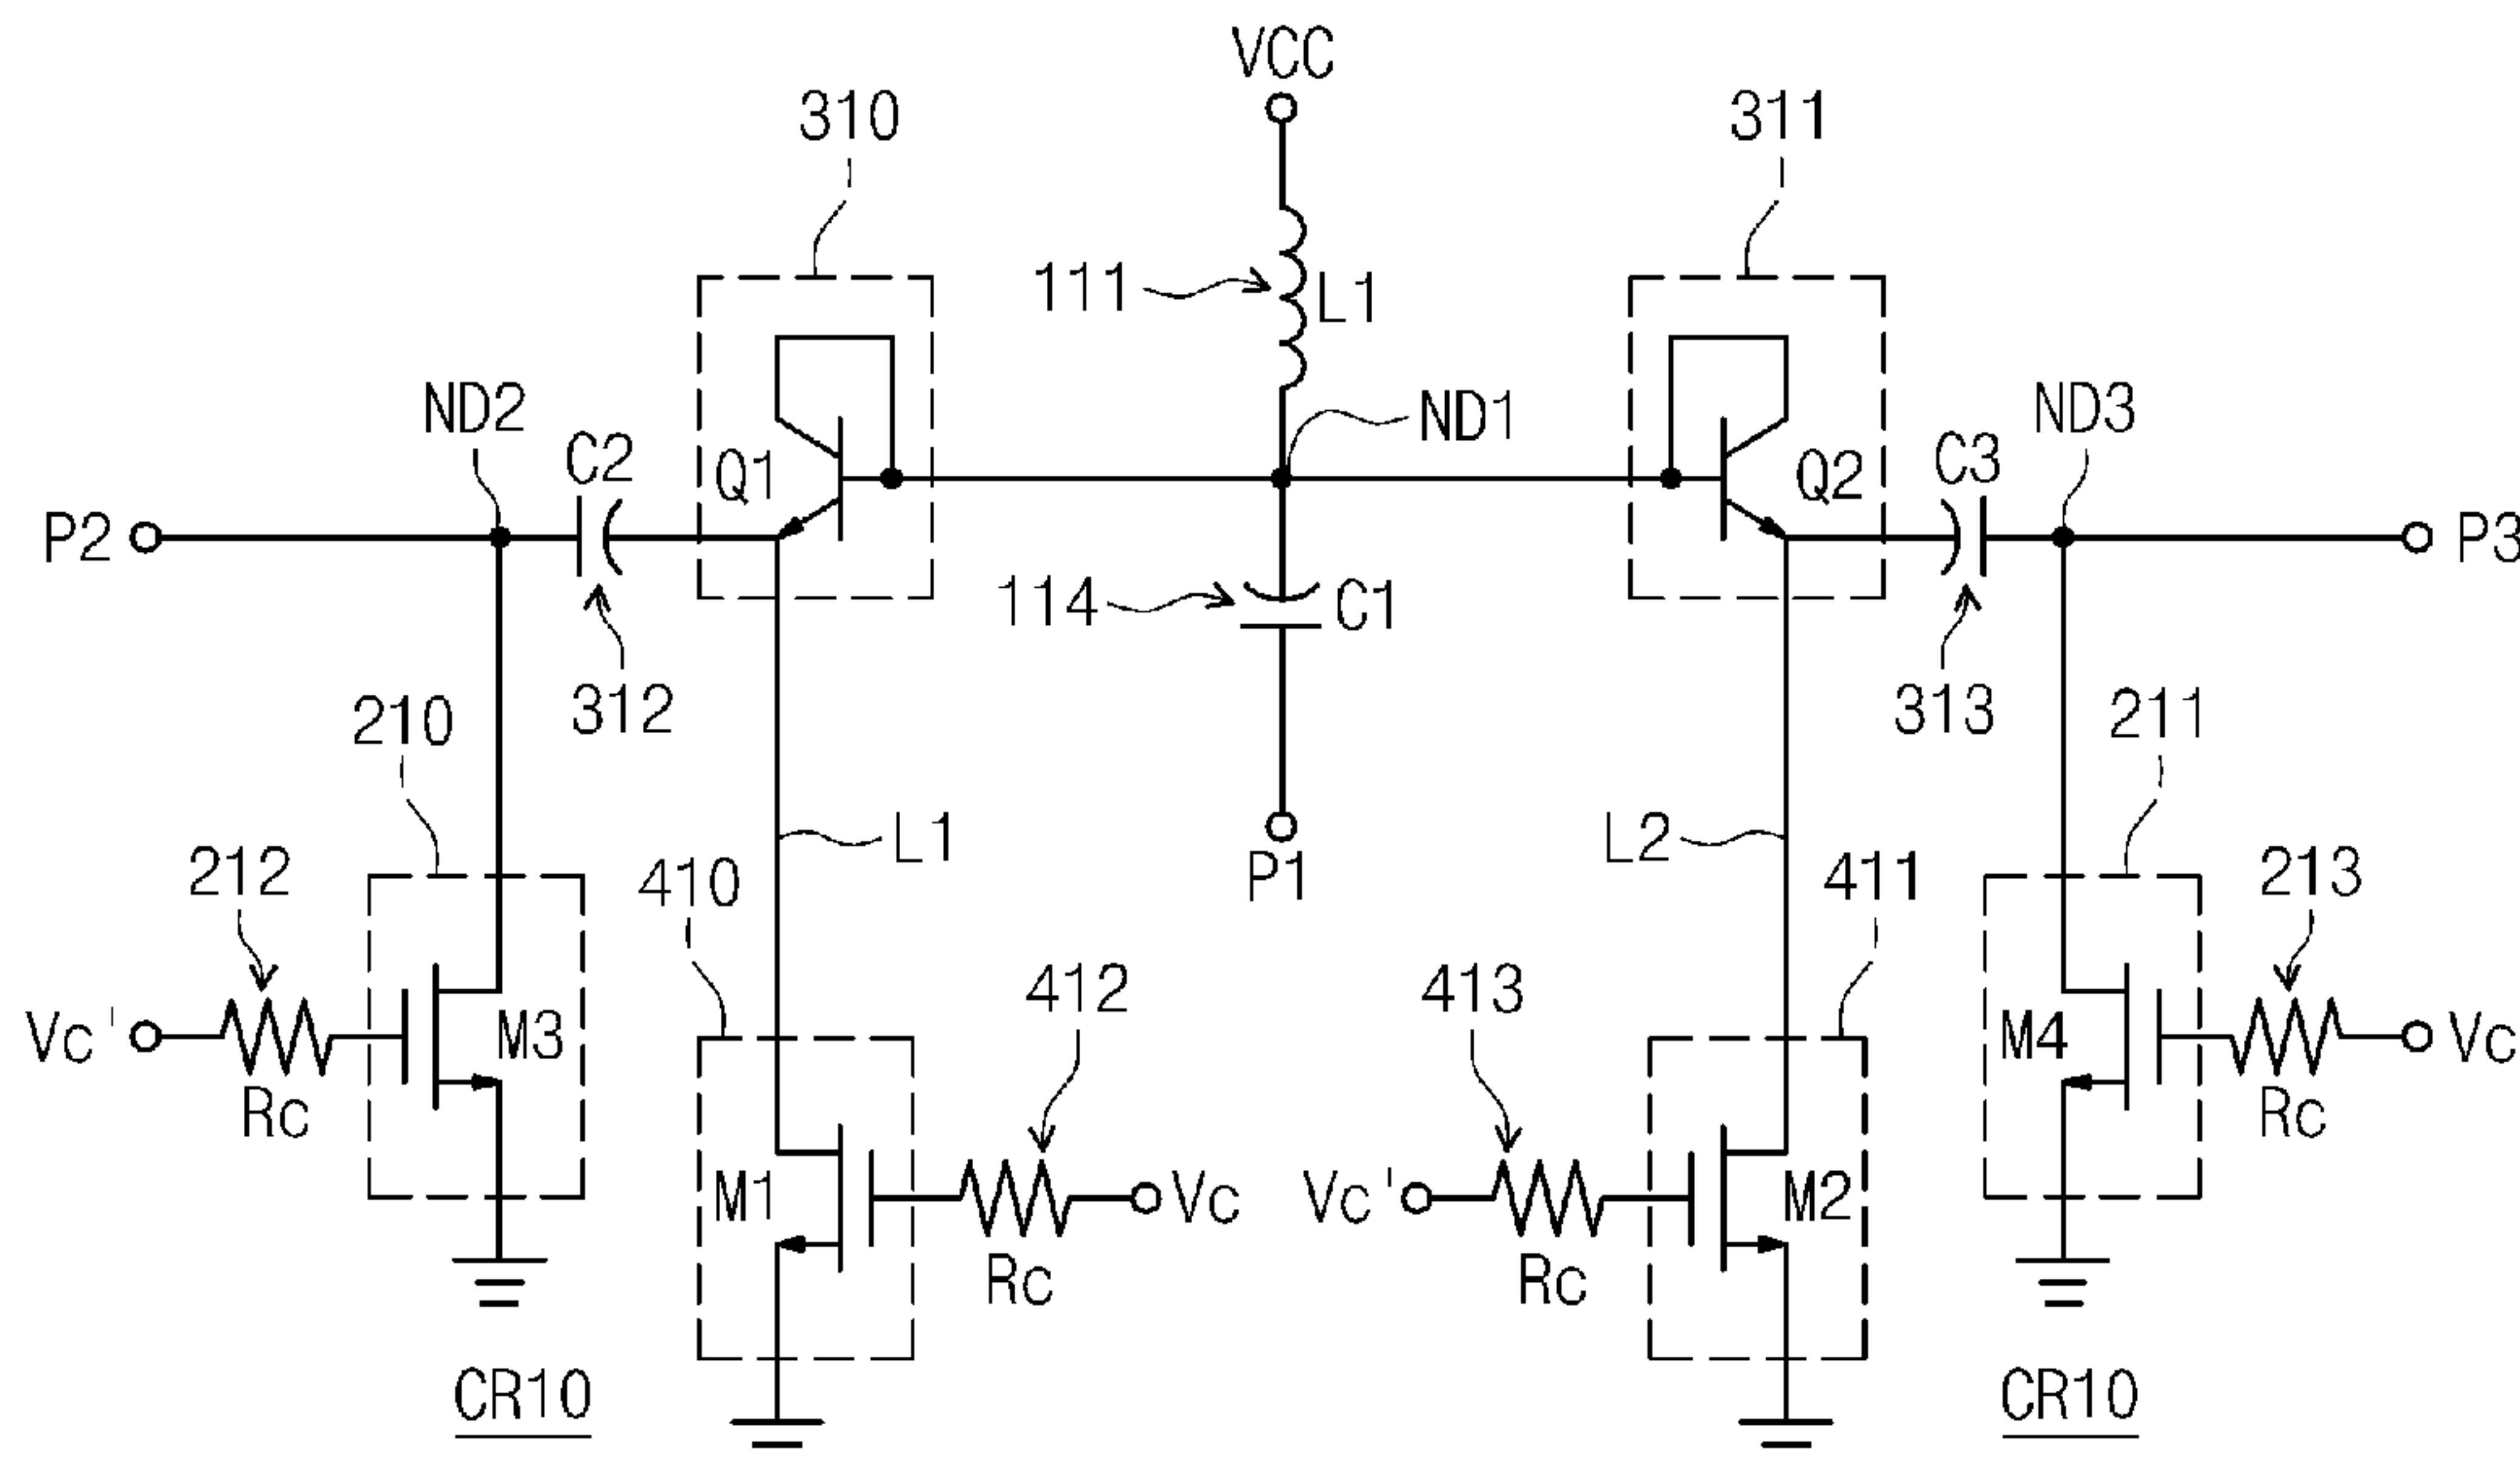 VCC
310
311
111
L1
ND2
C2
Q1
ND1
Q2
C3
ND3
P2
P3
114
C1
312
313
210
211
L1
L2
P1
212
410
411
213
Vc'
M3
412
413
M4
Vc
Rc
Rc
M1
Vc
Vc'
M2
Rc
Rc
CR10
CR10